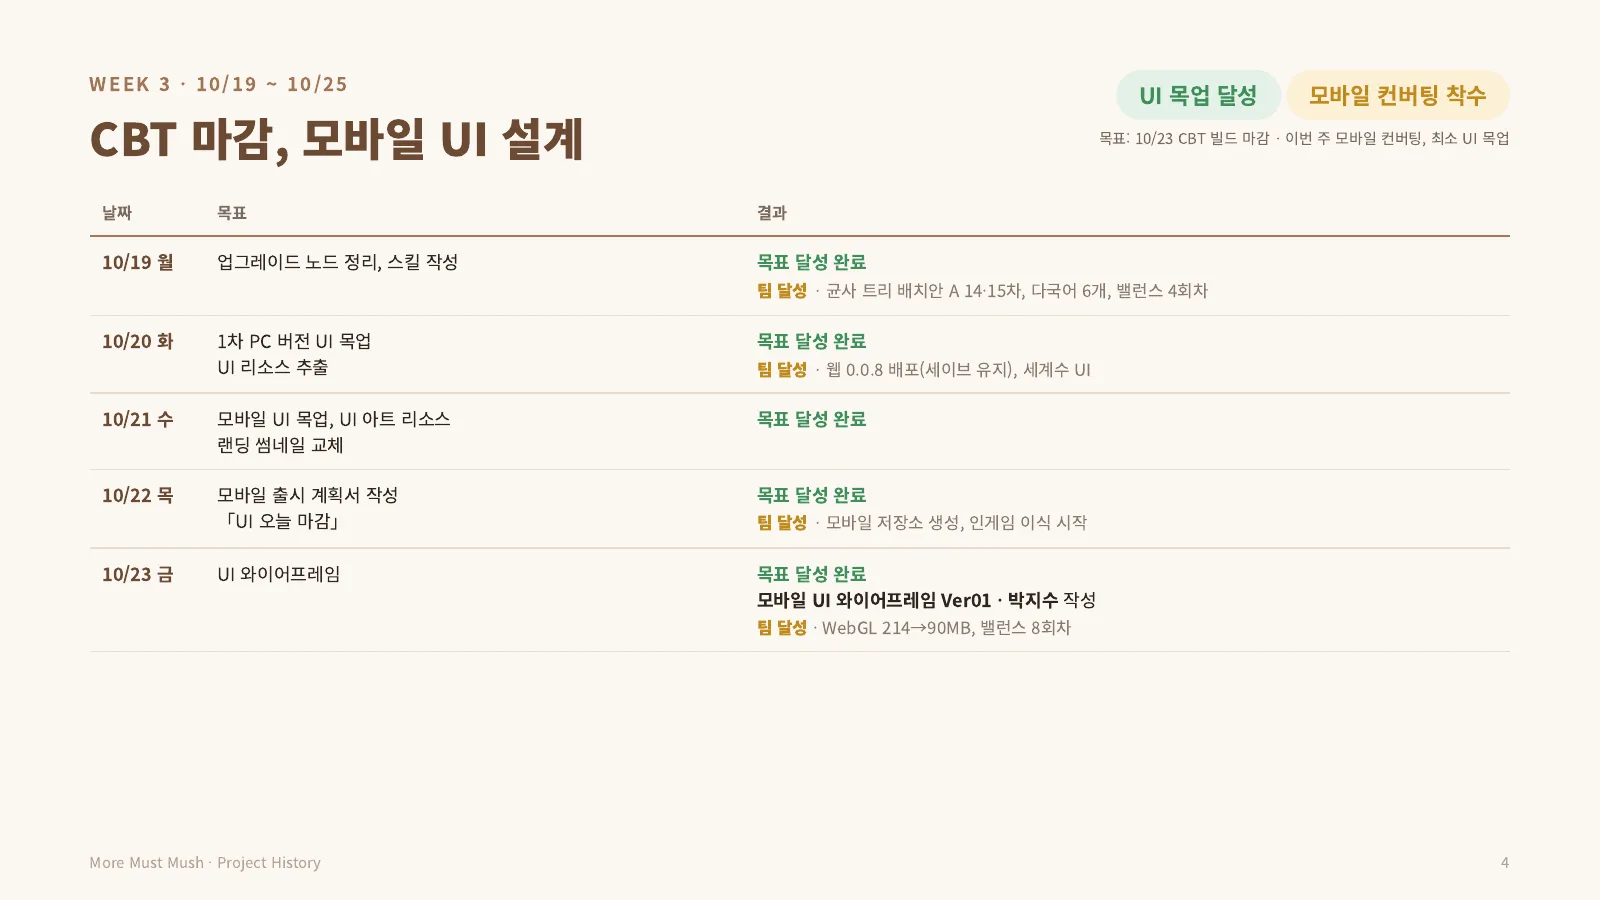 WEEK 3 · 10/19 ~ 10/25
CBT 마감, 모바일 UI 설계
UI 목업 달성
모바일 컨버팅 착수
목표: 10/23 CBT 빌드 마감 · 이번 주 모바일 컨버팅, 최소 UI 목업
날짜 목표 결과
10/19 월 업그레이드 노드 정리, 스킬 작성 목표 달성 완료
팀 달성 · 균사 트리 배치안 A 14·15차, 다국어 6개, 밸런스 4회차
10/20 화 1차 PC 버전 UI 목업 목표 달성 완료
UI 리소스 추출 팀 달성 · 웹 0.0.8 배포(세이브 유지), 세계수 UI
10/21 수 모바일 UI 목업, UI 아트 리소스 목표 달성 완료
랜딩 썸네일 교체
10/22 목 모바일 출시 계획서 작성 목표 달성 완료
「UI 오늘 마감」 팀 달성 · 모바일 저장소 생성, 인게임 이식 시작
10/23 금 UI 와이어프레임 목표 달성 완료
모바일 UI 와이어프레임 Ver01 · 박지수 작성
팀 달성 · WebGL 214→90MB, 밸런스 8회차
More Must Mush · Project History 4